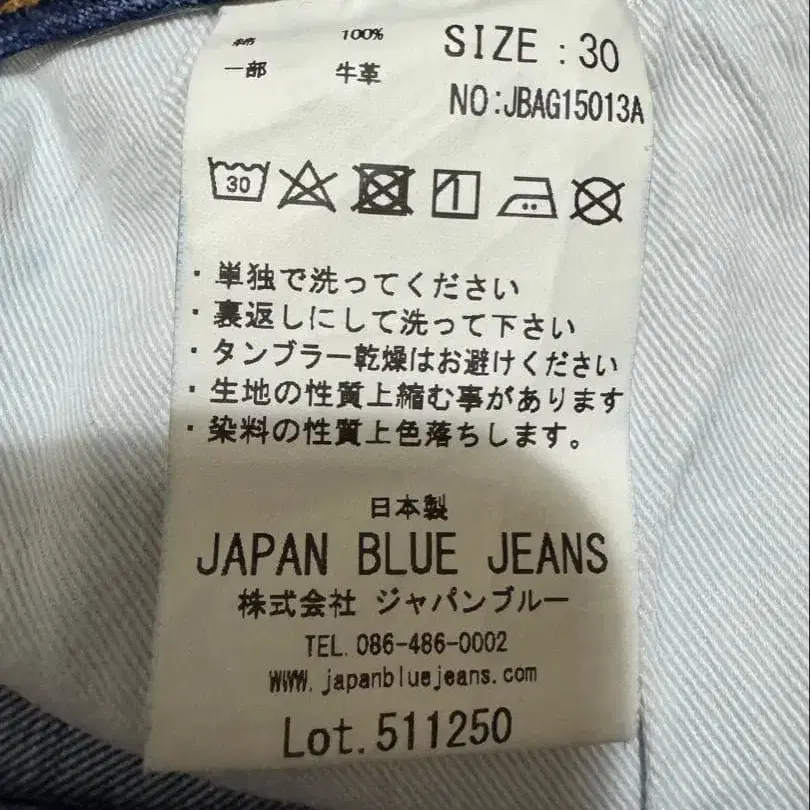 綿 100% SIZE : 30
一部 牛革 NO:JBAG15013A
30
・単独で洗ってください
・裏返しにして洗って下さい
・タンブラー乾燥はお避けください
・生地の性質上縮む事があります
・染料の性質上色落ちします。
日本製
JAPAN BLUE JEANS
株式会社 ジャパンブルー
TEL. 086-486-0002
WWW. japanbluejeans.com
Lot. 511250